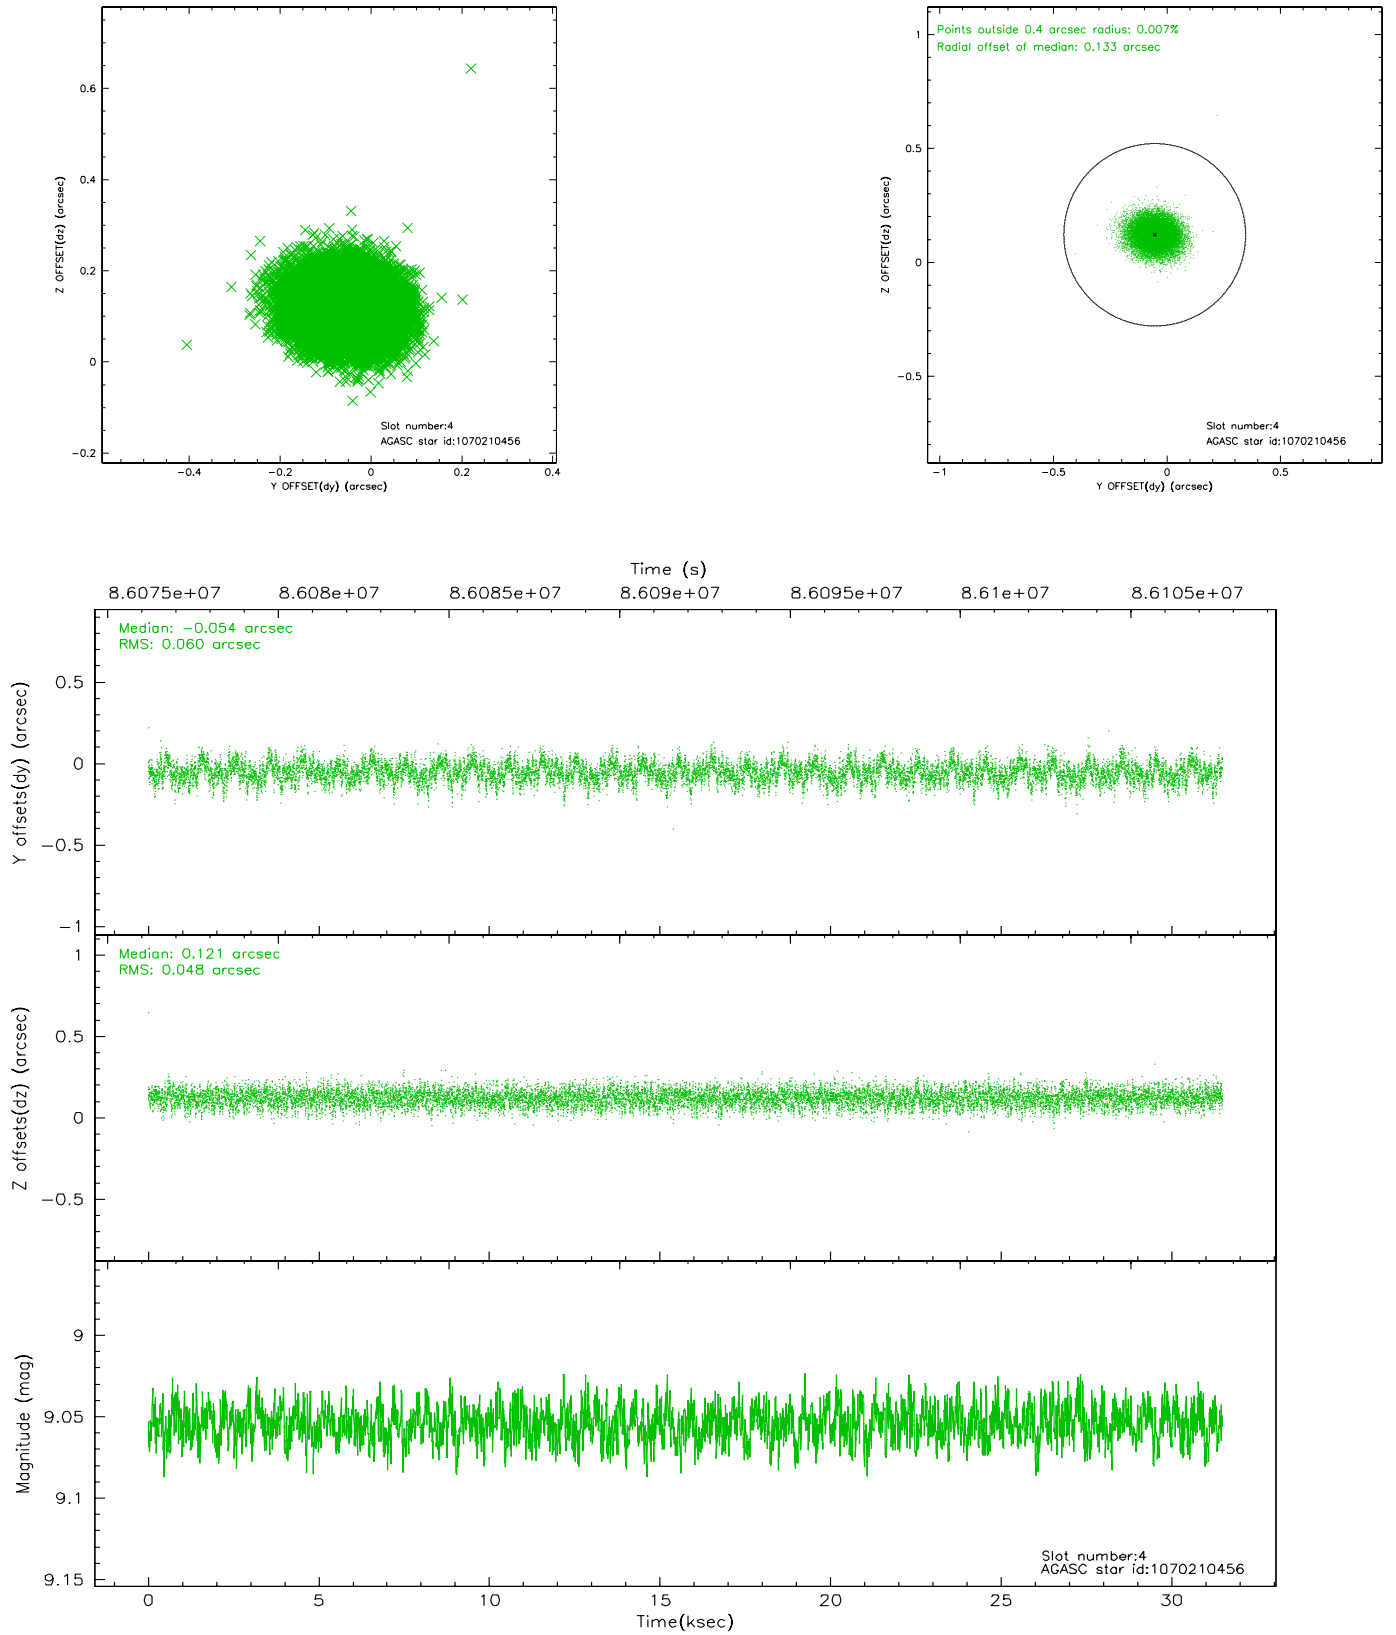 0.6
0.4
0.2
0
−0.2
−0.4
−0.2
0
0.2
0.4
Z OFFSET(dz) (arcsec)
Y OFFSET(dy) (arcsec)
Slot number:4
AGASC star id:1070210456
Points outside 0.4 arcsec radius: 0.007%
Radial offset of median: 0.133 arcsec
1
0.5
0
−0.5
−1
−0.5
0
0.5
Z OFFSET(dz) (arcsec)
Y OFFSET(dy) (arcsec)
Slot number:4
AGASC star id:1070210456
Time (s)
8.6075e+07 8.608e+07 8.6085e+07 8.609e+07 8.6095e+07 8.61e+07 8.6105e+07
Median: −0.054 arcsec
RMS: 0.060 arcsec
0.5
0
−0.5
−1
Y offsets(dy) (arcsec)
Median: 0.121 arcsec
RMS: 0.048 arcsec
1
0.5
0
−0.5
Z offsets(dz) (arcsec)
9
9.05
9.1
9.15
Magnitude (mag)
Slot number:4
AGASC star id:1070210456
0 5 10 15 20 25 30
Time(ksec)